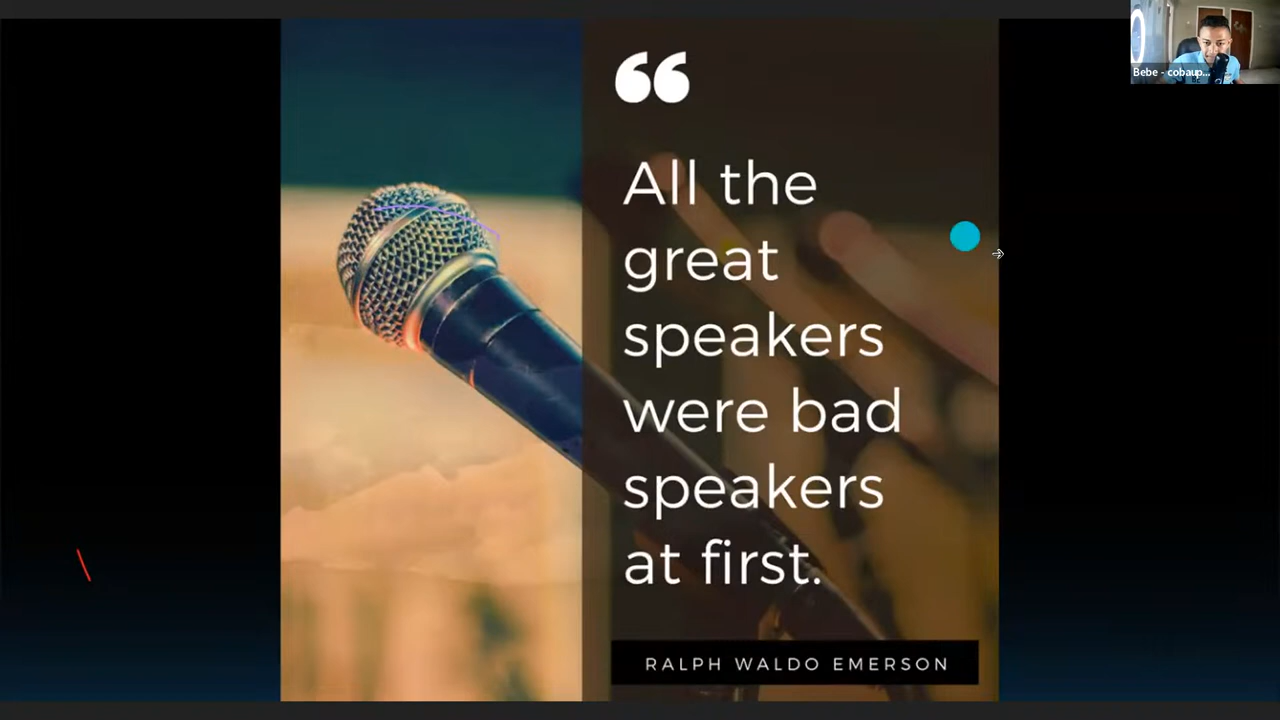 Bebe - cobaup...
“
All the
great
speakers
were bad
speakers
at first.
RALPH WALDO EMERSON